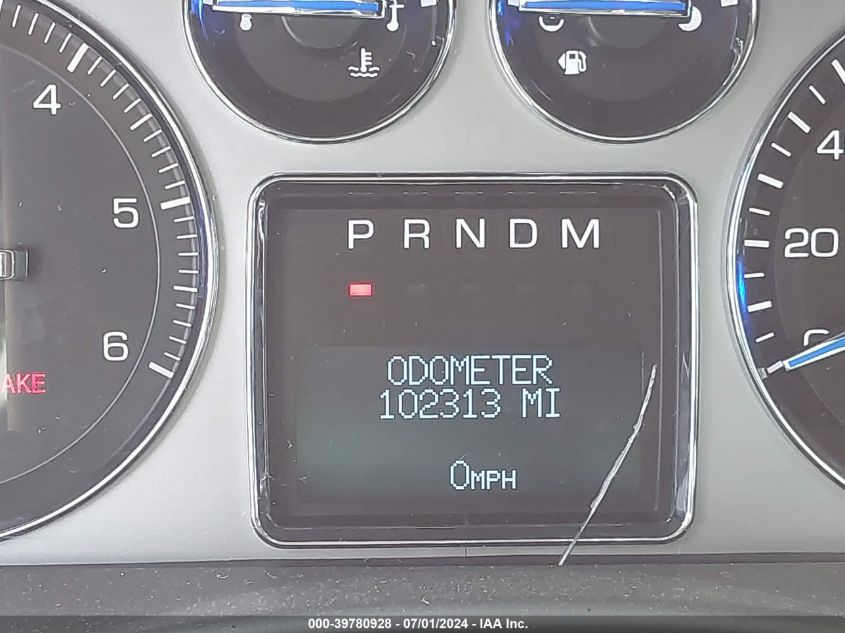 4
5
6
AKE
P R N D M
ODOMETER
102313 MI
0MPH
20
000-39780928 - 07/01/2024 - IAA Inc.